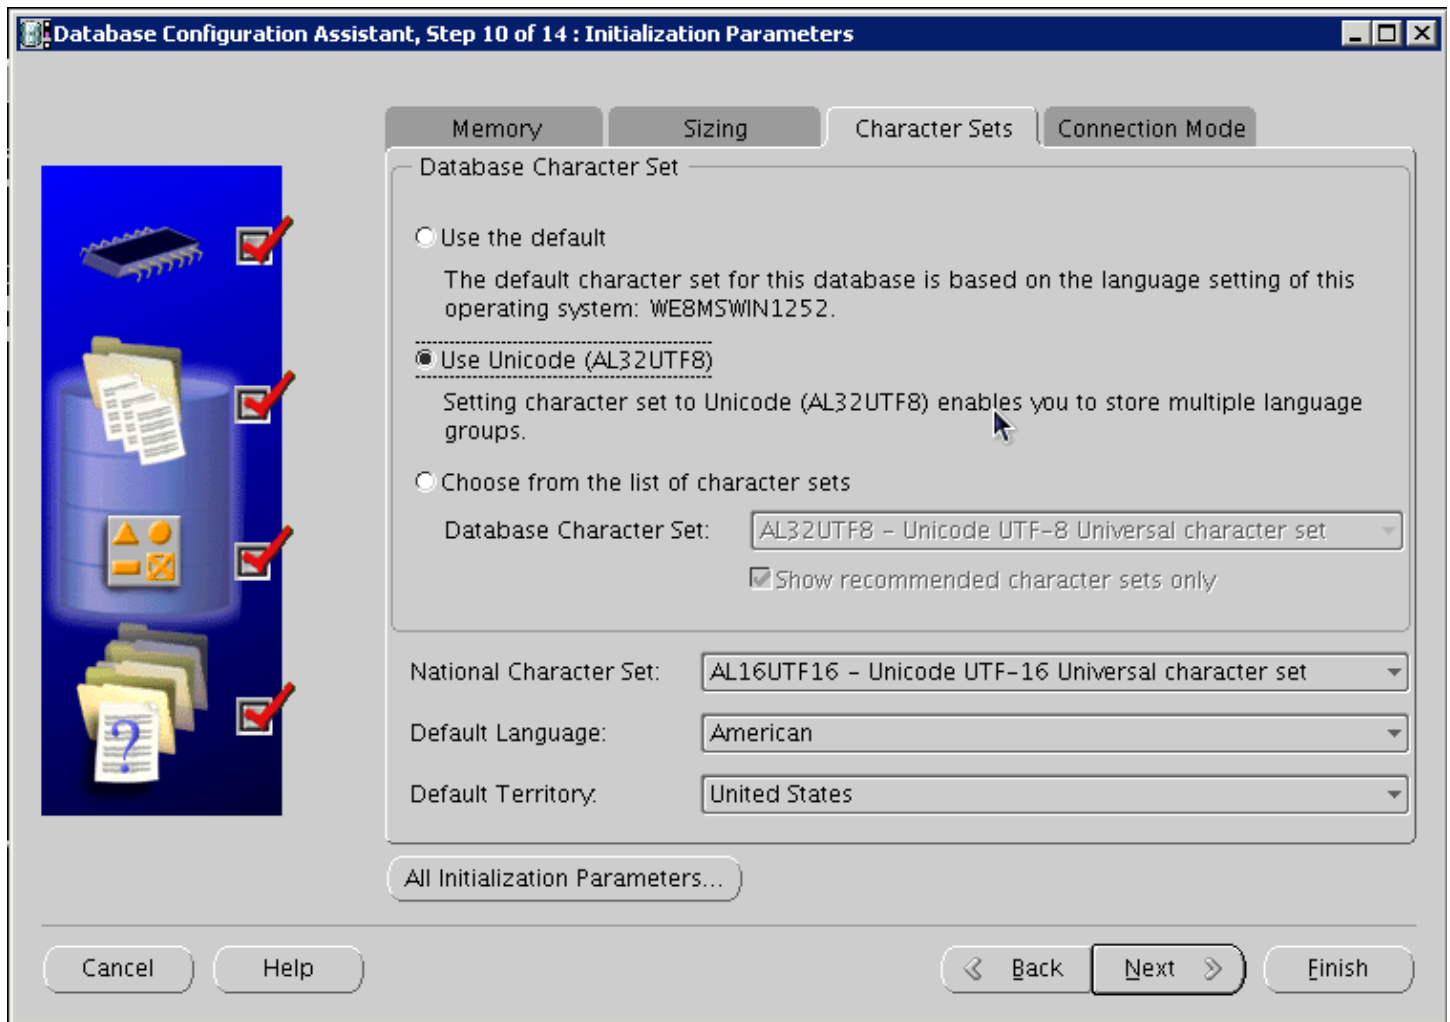 Database Configuration Assistant, Step 10 of 14 : Initialization Parameters
Memory
Sizing
Character Sets
Connection Mode
Database Character Set
Use the default
The default character set for this database is based on the language setting of this
operating system: WE8MSWIN1252.
Use Unicode (AL32UTF8)
Setting character set to Unicode (AL32UTF8) enables you to store multiple language
groups.
Choose from the list of character sets
Database Character Set:
AL32UTF8 - Unicode UTF-8 Universal character set
Show recommended character sets only
National Character Set:
AL16UTF16 - Unicode UTF-16 Universal character set
Default Language:
American
Default Territory:
United States
?
All Initialization Parameters...
Cancel
Help
Back
Next
Finish